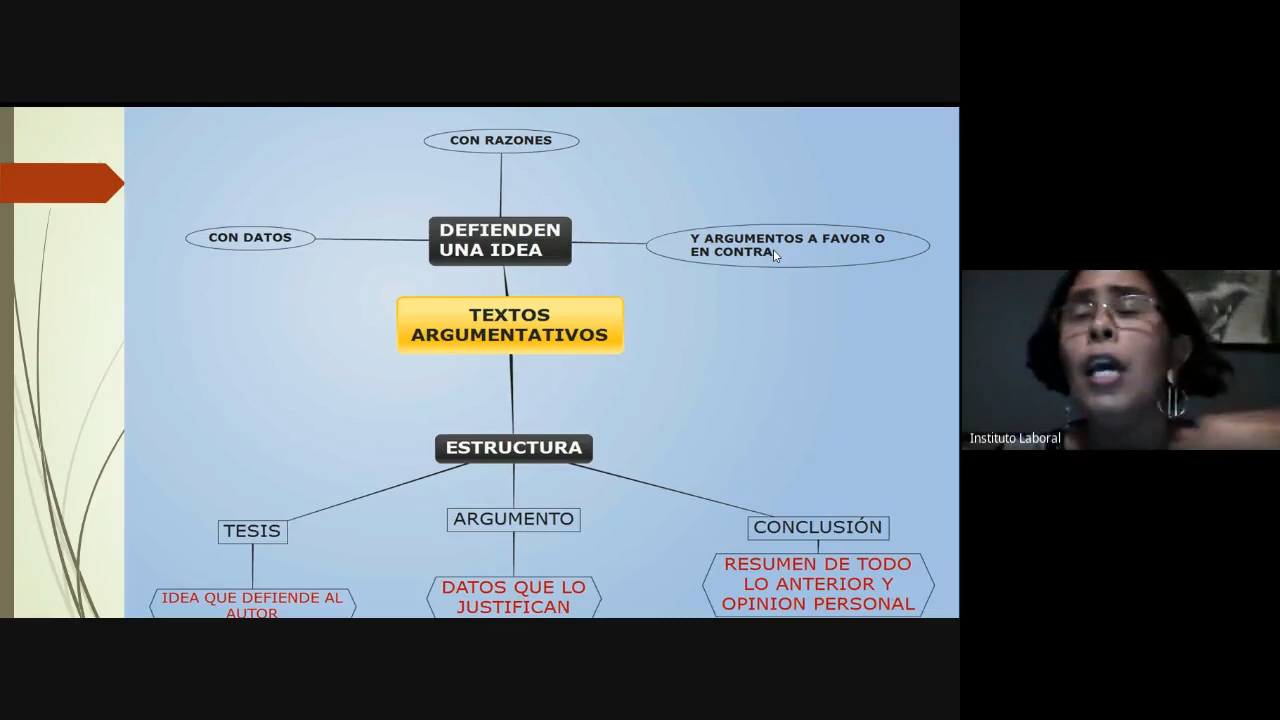 CON RAZONES
DEFIENDEN
UNA IDEA
CON DATOS
Y ARGUMENTOS A FAVOR O
EN CONTRA
TEXTOS
ARGUMENTATIVOS
ESTRUCTURA
TESIS
ARGUMENTO
CONCLUSIÓN
IDEA QUE DEFIENDE AL
AUTOR
DATOS QUE LO
JUSTIFICAN
RESUMEN DE TODO
LO ANTERIOR Y
OPINION PERSONAL
Instituto Laboral